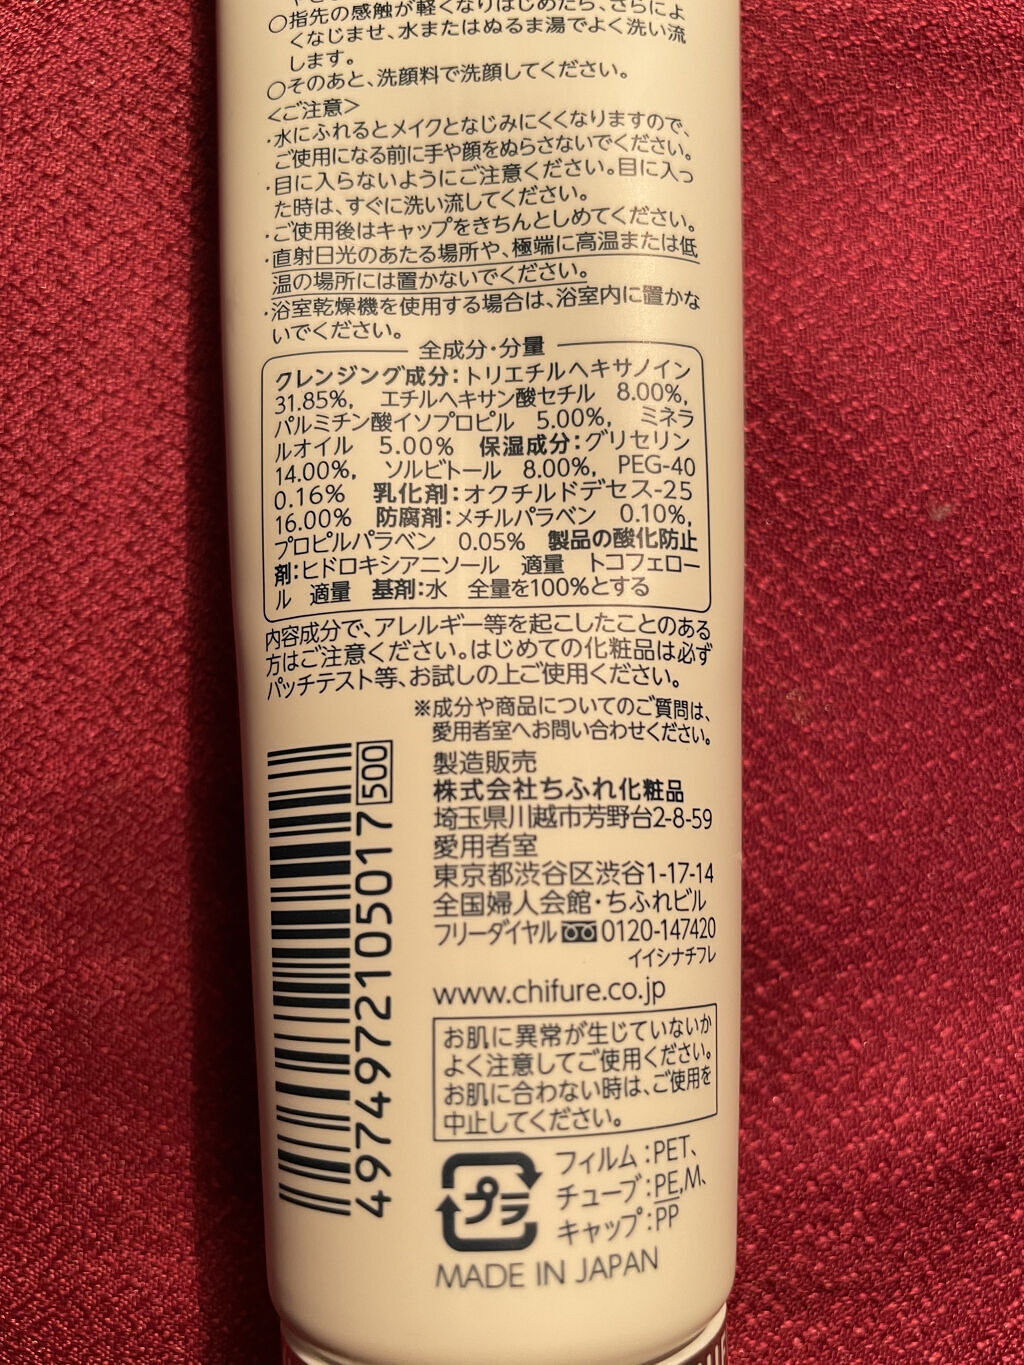 ○指先の感触が軽くなりはじめたら、さらによ
くなじませ、水またはぬるま湯でよく洗い流
します。
○そのあと、洗顔料で洗顔してください。
<ご注意>
・水にふれるとメイクとなじみにくくなりますので、
ご使用になる前に手や顔をぬらさないでください。
・目に入らないようにご注意ください。目に入っ
た時は、すぐに洗い流してください。
・ご使用後はキャップをきちんとしめてください。
・直射日光のあたる場所や、極端に高温または低
温の場所には置かないでください。
・浴室乾燥機を使用する場合は、浴室内に置かな
いでください。
全成分・分量
クレンジング成分:トリエチルヘキサノイン
31.85%, エチルヘキサン酸セチル 8.00%,
パルミチン酸イソプロピル 5.00%, ミネラ
ルオイル 5.00% 保湿成分:グリセリン
14.00%, ソルビトール 8.00%, PEG-40
0.16% 乳化剤:オクチルドデセス-25
16.00% 防腐剤:メチルパラベン 0.10%,
プロピルパラベン 0.05% 製品の酸化防止
剤:ヒドロキシアニソール 適量 トコフェロー
ル 適量 基剤:水 全量を100%とする
内容成分で、アレルギー等を起こしたことのある
方はご注意ください。はじめての化粧品は必ず
パッチテスト等、お試しの上ご使用ください。
※成分や商品についてのご質問は、
愛用者室へお問い合わせください。
製造販売
株式会社ちふれ化粧品
埼玉県川越市芳野台2-8-59
愛用者室
東京都渋谷区渋谷1-17-14
全国婦人会館・ちふれビル
フリーダイヤル 0120-147420
イイシナチフレ
www.chifure.co.jp
お肌に異常が生じていないか
よく注意してご使用ください。
お肌に合わない時は、ご使用を
中止してください。
プラ
フィルム:PET、
チューブ:PE,M、
キャップ:PP
MADE IN JAPAN
4974972105017 500